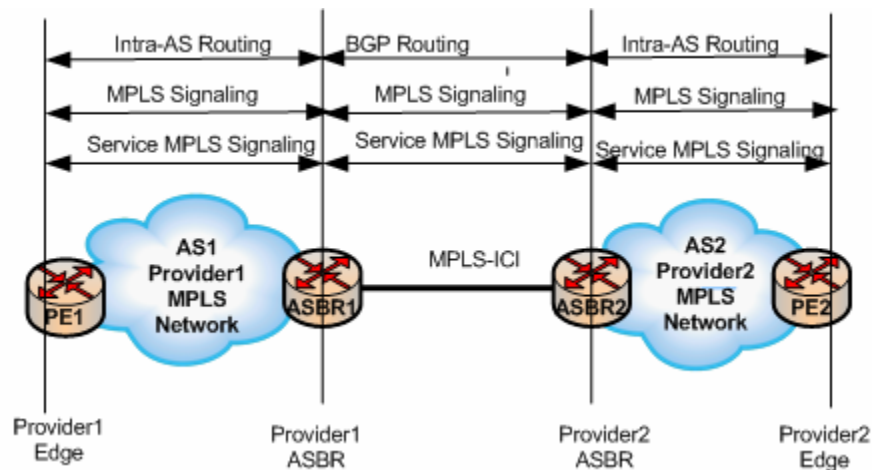 Intra-AS Routing
BGP Routing
Intra-AS Routing
MPLS Signaling
MPLS Signaling
MPLS Signaling
Service MPLS Signaling
Service MPLS Signaling
Service MPLS Signaling
AS1
Provider1
MPLS
Network
MPLS-ICI
AS2
Provider2
MPLS
Network
PE1
ASBR1
ASBR2
PE2
Provider1
Edge
Provider1
ASBR
Provider2
ASBR
Provider2
Edge